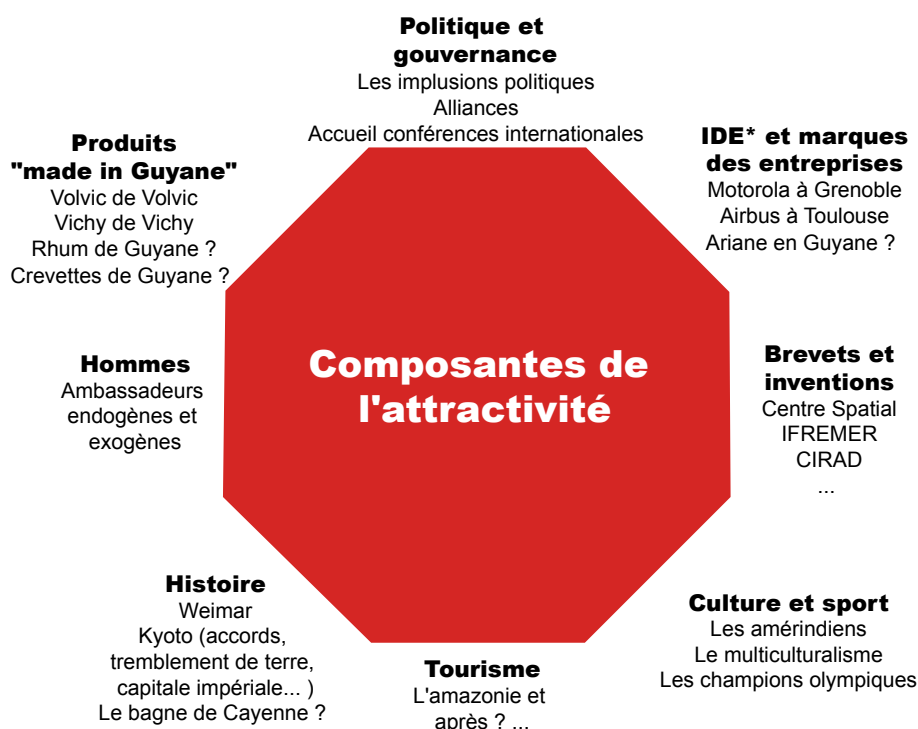 Politique et
gouvernance
Les implusions politiques
Alliances
Accueil conférences internationales
Produits
"made in Guyane"
Volvic de Volvic
Vichy de Vichy
Rhum de Guyane ?
Crevettes de Guyane ?
IDE* et marques
des entreprises
Motorola à Grenoble
Airbus à Toulouse
Ariane en Guyane ?
Hommes
Ambassadeurs
endogènes et
exogènes
Composantes de
l'attractivité
Brevets et
inventions
Centre Spatial
IFREMER
CIRAD
...
Histoire
Weimar
Kyoto (accords,
tremblement de terre,
capitale impériale... )
Le bagne de Cayenne ?
Tourisme
L'amazonie et
après ? ...
Culture et sport
Les amérindiens
Le multiculturalisme
Les champions olympiques